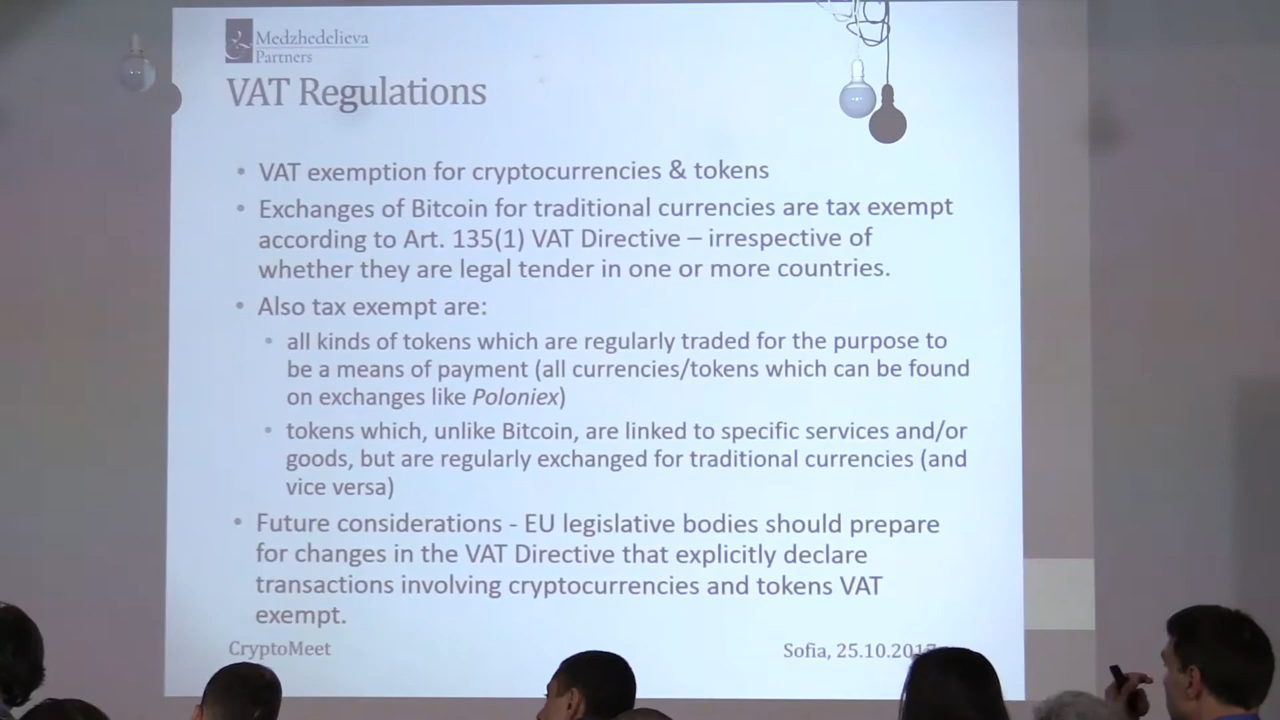 Medzhedelieva
Partners
VAT Regulations
• VAT exemption for cryptocurrencies & tokens
• Exchanges of Bitcoin for traditional currencies are tax exempt
according to Art. 135(1) VAT Directive – irrespective of
whether they are legal tender in one or more countries.
• Also tax exempt are:
• all kinds of tokens which are regularly traded for the purpose to
be a means of payment (all currencies/tokens which can be found
on exchanges like Poloniex)
• tokens which, unlike Bitcoin, are linked to specific services and/or
goods, but are regularly exchanged for traditional currencies (and
vice versa)
• Future considerations - EU legislative bodies should prepare
for changes in the VAT Directive that explicitly declare
transactions involving cryptocurrencies and tokens VAT
exempt.
CryptoMeet
Sofia, 25.10.2017